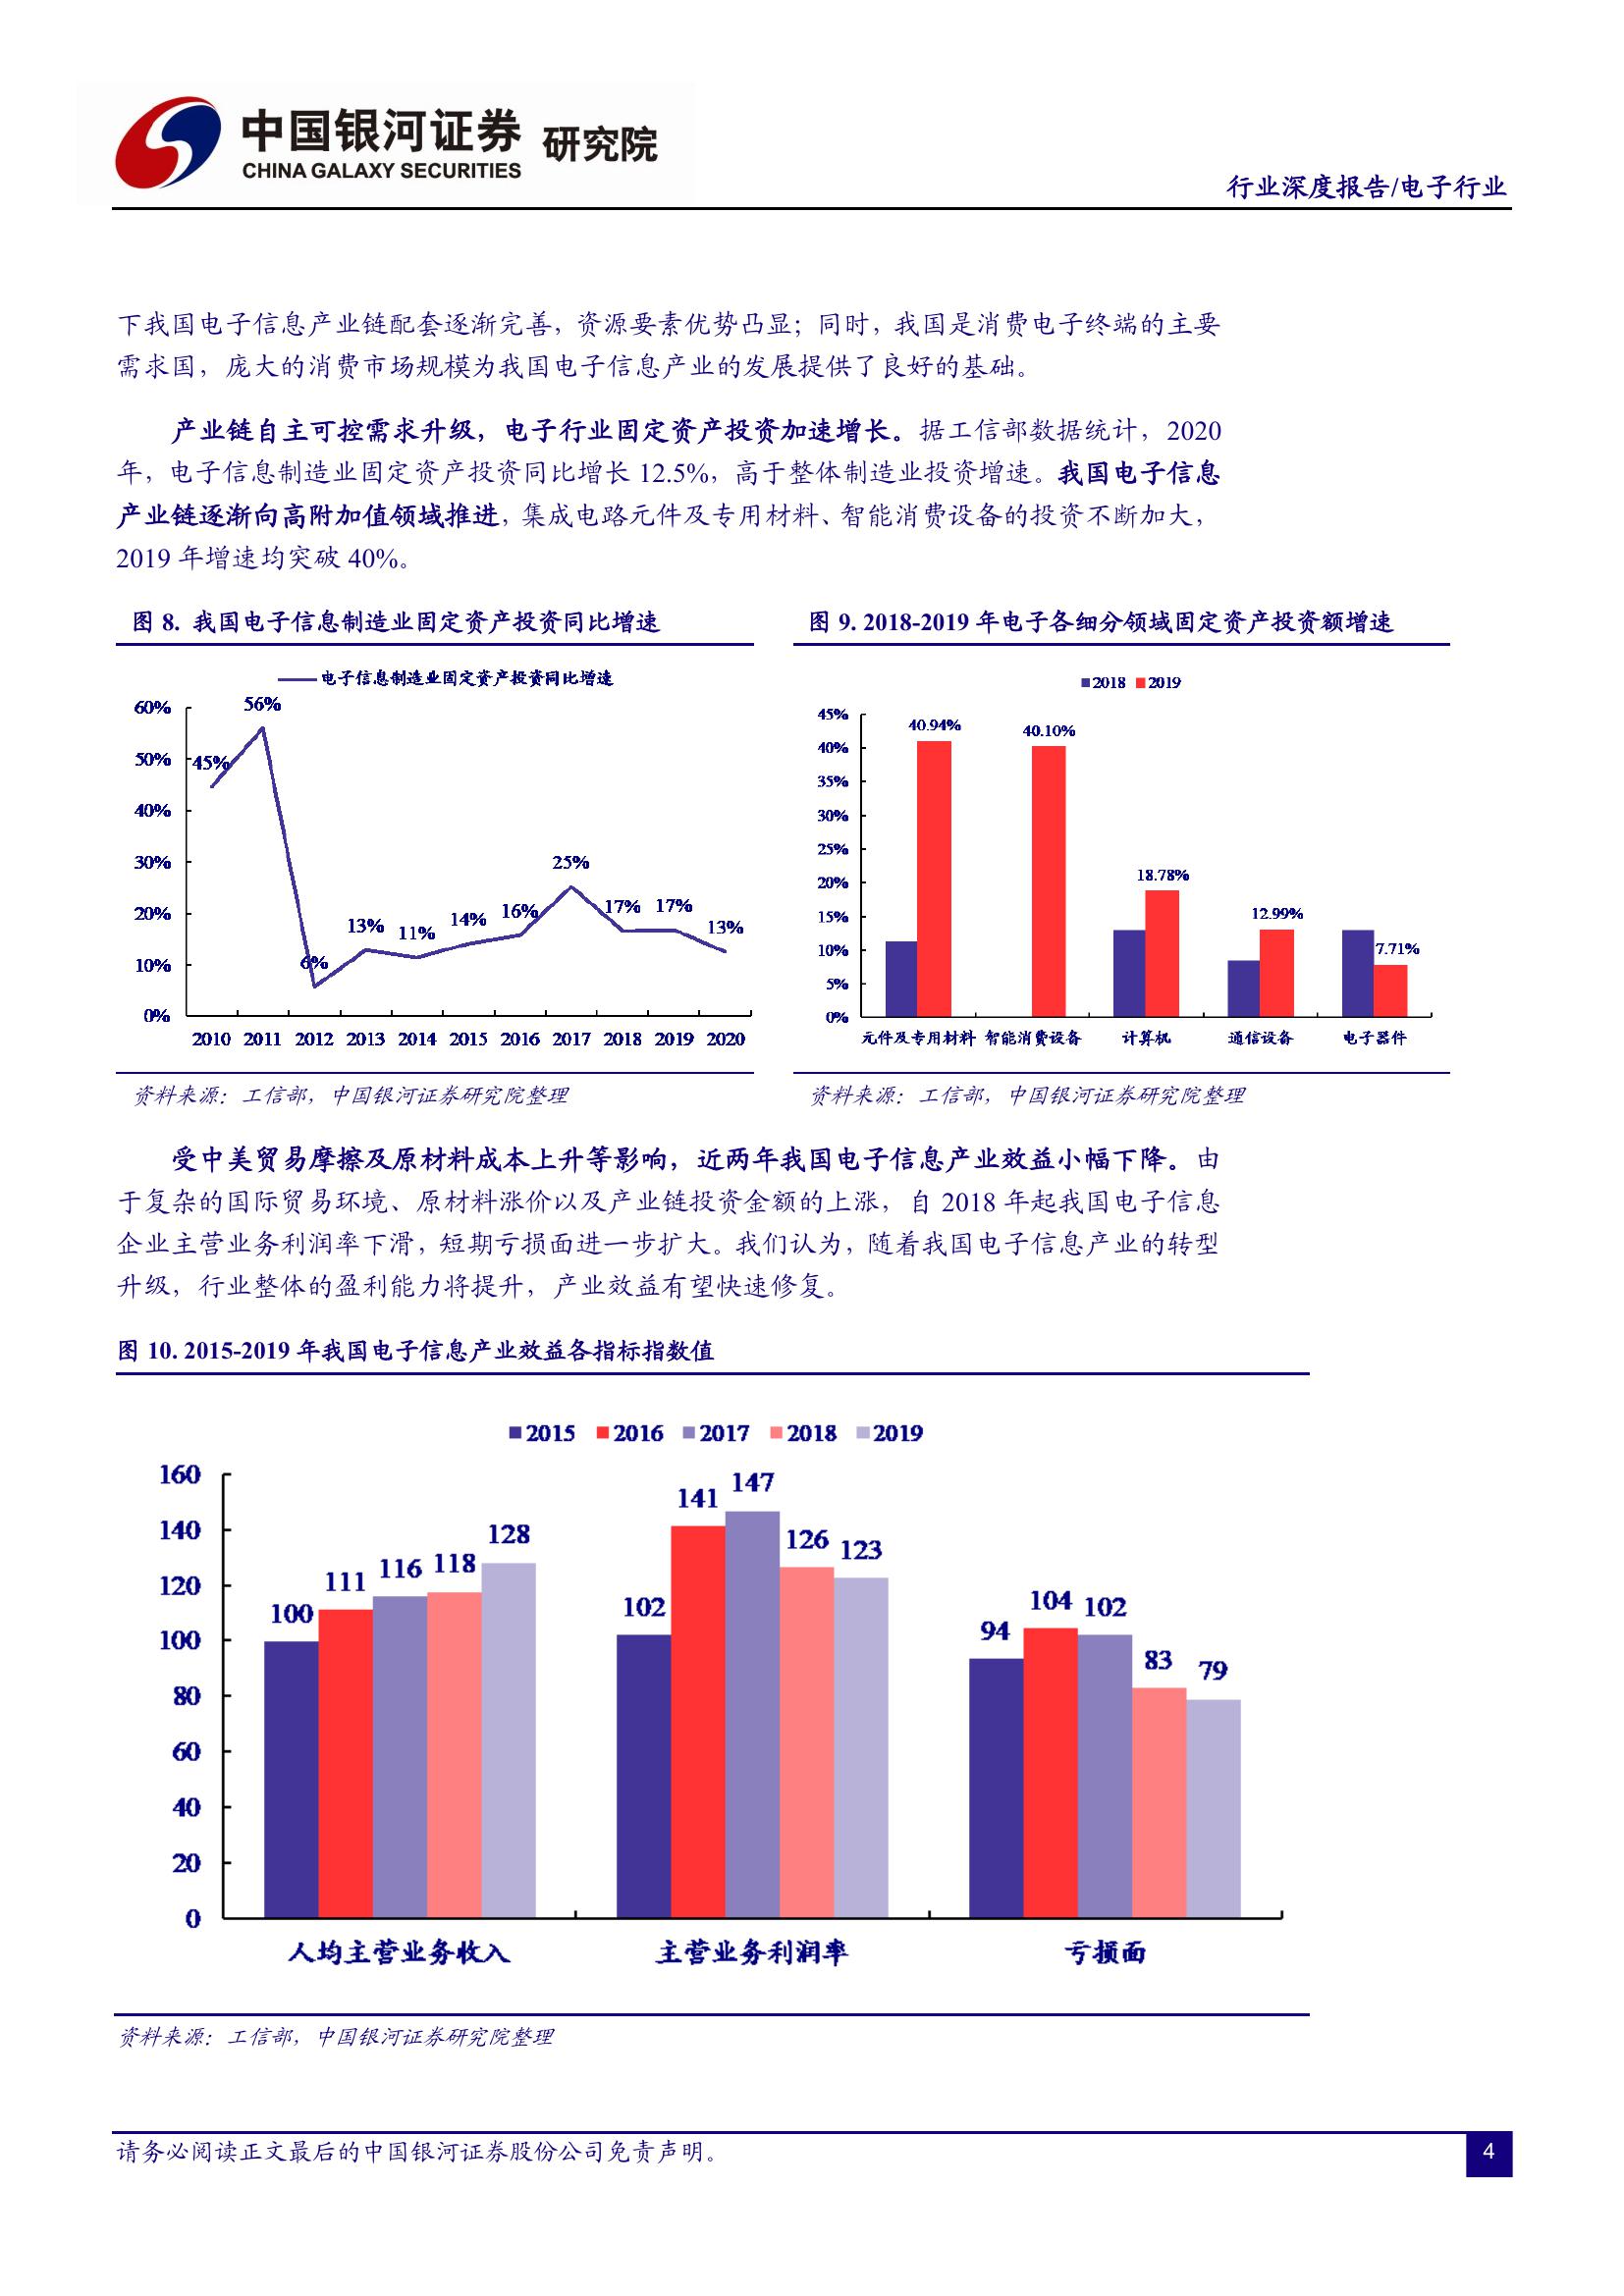 中国银河证券 研究院
CHINA GALAXY SECURITIES
行业深度报告/电子行业
下我国电子信息产业链配套逐渐完善，资源要素优势凸显；同时，我国是消费电子终端的主要
需求国，庞大的消费市场规模为我国电子信息产业的发展提供了良好的基础。
产业链自主可控需求升级，电子行业固定资产投资加速增长。据工信部数据统计，2020
年，电子信息制造业固定资产投资同比增长 12.5%，高于整体制造业投资增速。我国电子信息
产业链逐渐向高附加值领域推进，集成电路元件及专用材料、智能消费设备的投资不断加大，
2019 年增速均突破 40%。
图 8. 我国电子信息制造业固定资产投资同比增速
电子信息制造业固定资产投资同比增速
60%
50%
40%
30%
20%
10%
0%
45%
56%
6%
13%
11%
14%
16%
25%
17%
17%
13%
2010 2011 2012 2013 2014 2015 2016 2017 2018 2019 2020
资料来源：工信部，中国银河证券研究院整理
图 9. 2018-2019 年电子各细分领域固定资产投资额增速
2018 2019
45%
40%
35%
30%
25%
20%
15%
10%
5%
0%
40.94%
40.10%
18.78%
12.99%
7.71%
元件及专用材料 智能消费设备 计算机 通信设备 电子器件
资料来源：工信部，中国银河证券研究院整理
受中美贸易摩擦及原材料成本上升等影响，近两年我国电子信息产业效益小幅下降。由
于复杂的国际贸易环境、原材料涨价以及产业链投资金额的上涨，自 2018 年起我国电子信息
企业主营业务利润率下滑，短期亏损面进一步扩大。我们认为，随着我国电子信息产业的转型
升级，行业整体的盈利能力将提升，产业效益有望快速修复。
图 10. 2015-2019 年我国电子信息产业效益各指标指数值
2015 2016 2017 2018 2019
160
140
120
100
80
60
40
20
0
100 111 116 118 128
102 141 147 126 123
94 104 102 83 79
人均主营业务收入 主营业务利润率 亏损面
资料来源：工信部，中国银河证券研究院整理
请务必阅读正文最后的中国银河证券股份公司免责声明。
4